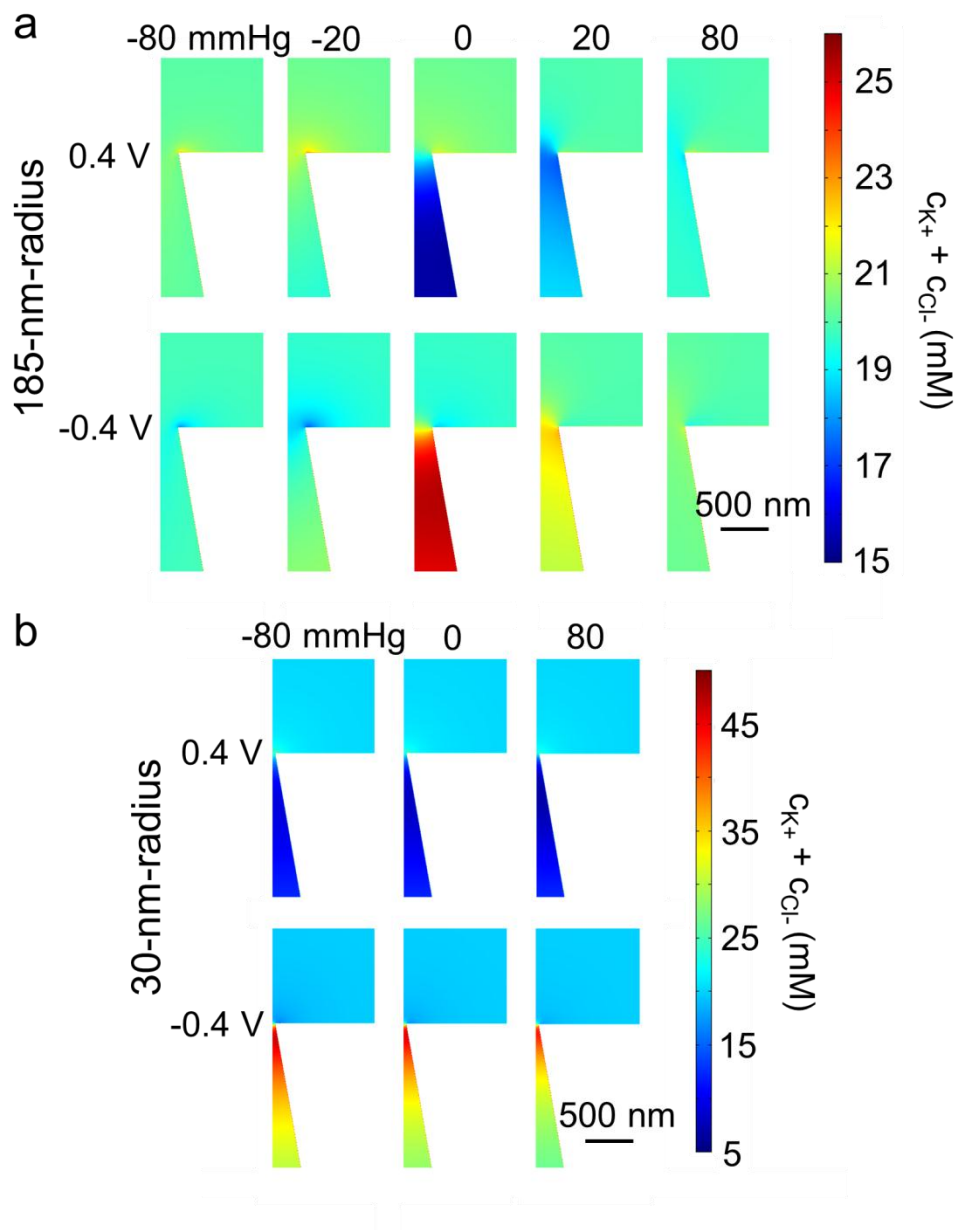 a
-80 mmHg -20 0 20 80
185-nm-radius
0.4 V
-0.4 V
500 nm
25
23
21
19
17
15
cK+ + cCl- (mM)
b
-80 mmHg 0 80
30-nm-radius
0.4 V
-0.4 V
500 nm
45
35
25
15
5
cK+ + cCl- (mM)